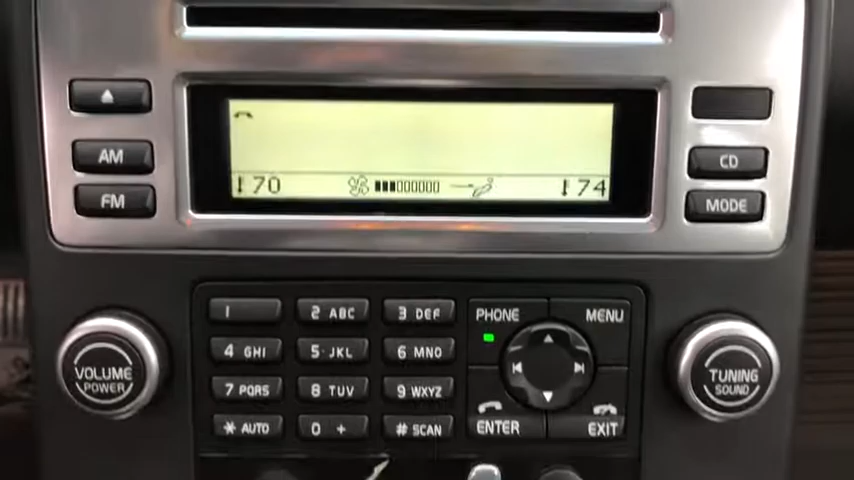 AM
FM
CD
MODE
70
74
1
2 ABC
3 DEF
4 GHI
5 JKL
6 MNO
7 PQRS
8 TUV
9 WXYZ
* AUTO
0 +
# SCAN
PHONE
MENU
ENTER
EXIT
VOLUME
POWER
TUNING
SOUND